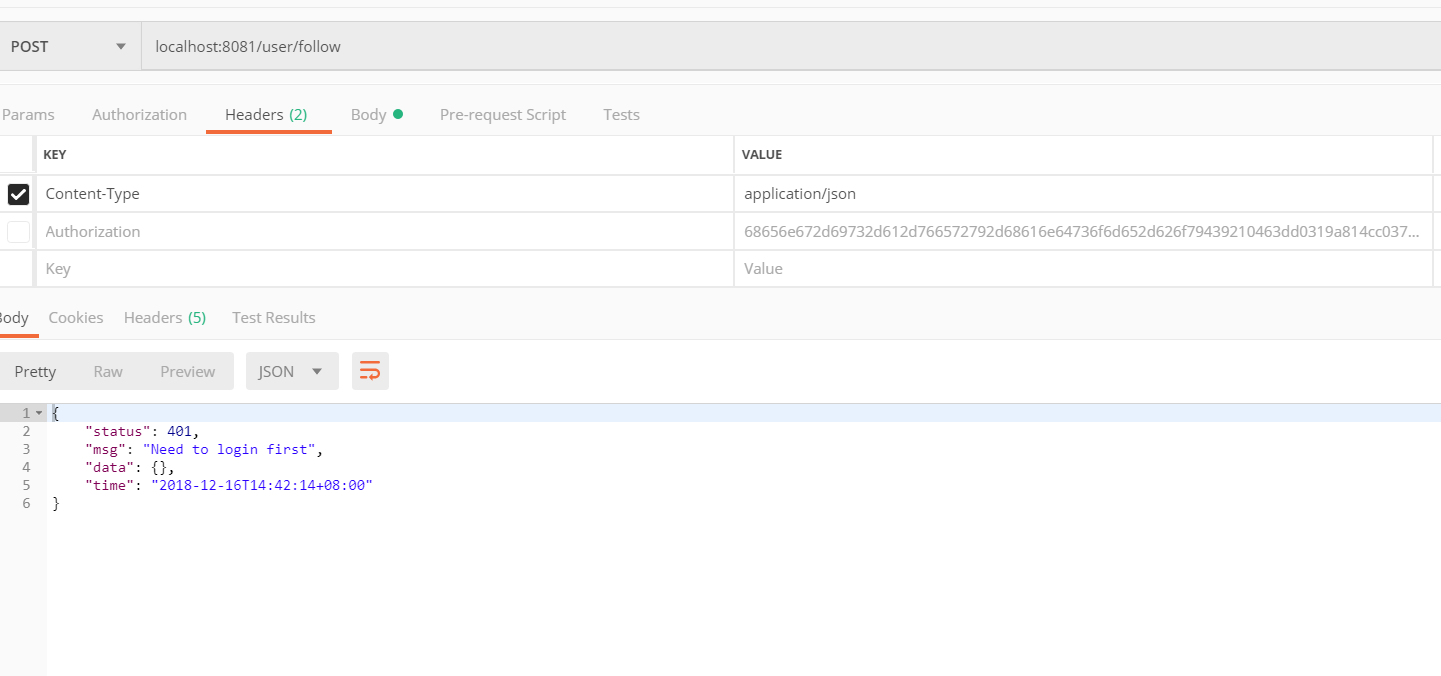 POST localhost:8081/user/follow
Params Authorization Headers (2) Body Pre-request Script Tests
KEY VALUE
Content-Type application/json
Authorization 68656e672d69732d612d766572792d68616e64736f6d652d626f79439210463dd0319a814cc037...
Key Value
Body Cookies Headers (5) Test Results
Pretty Raw Preview JSON
1 {
2 "status": 401,
3 "msg": "Need to login first",
4 "data": {},
5 "time": "2018-12-16T14:42:14+08:00"
6 }